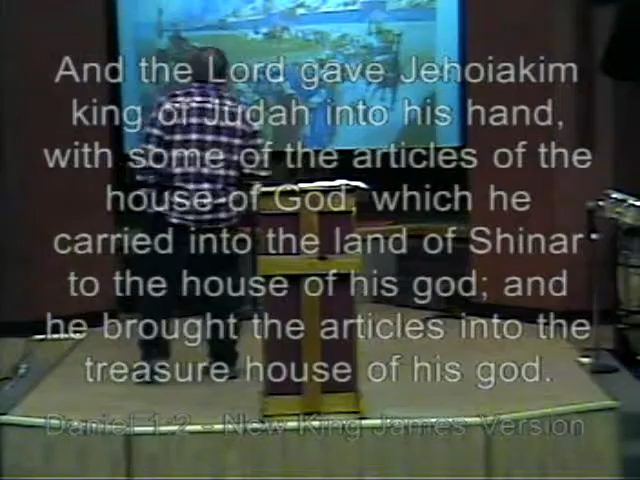 And the Lord gave Jehoiakim
king of Judah into his hand,
with some of the articles of the
house of God, which he
carried into the land of Shinar
to the house of his god; and
he brought the articles into the
treasure house of his god.
Daniel 1:2 - New King James Version